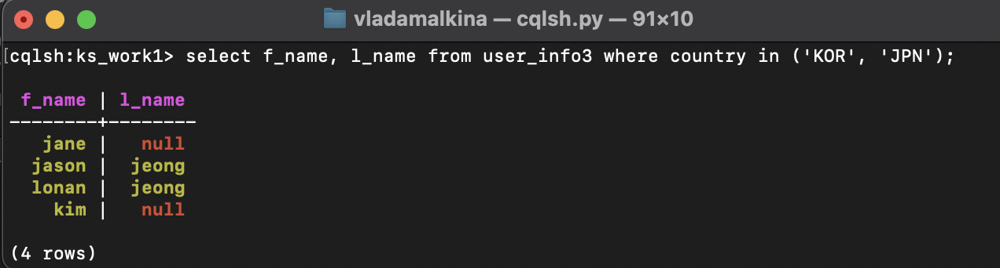 vladamalkina — cqlsh.py — 91×10
[cqlsh:ks_work1> select f_name, l_name from user_info3 where country in ('KOR', 'JPN');
f_name | l_name
--------+--------
jane | null
jason | jeong
lonan | jeong
kim | null
(4 rows)